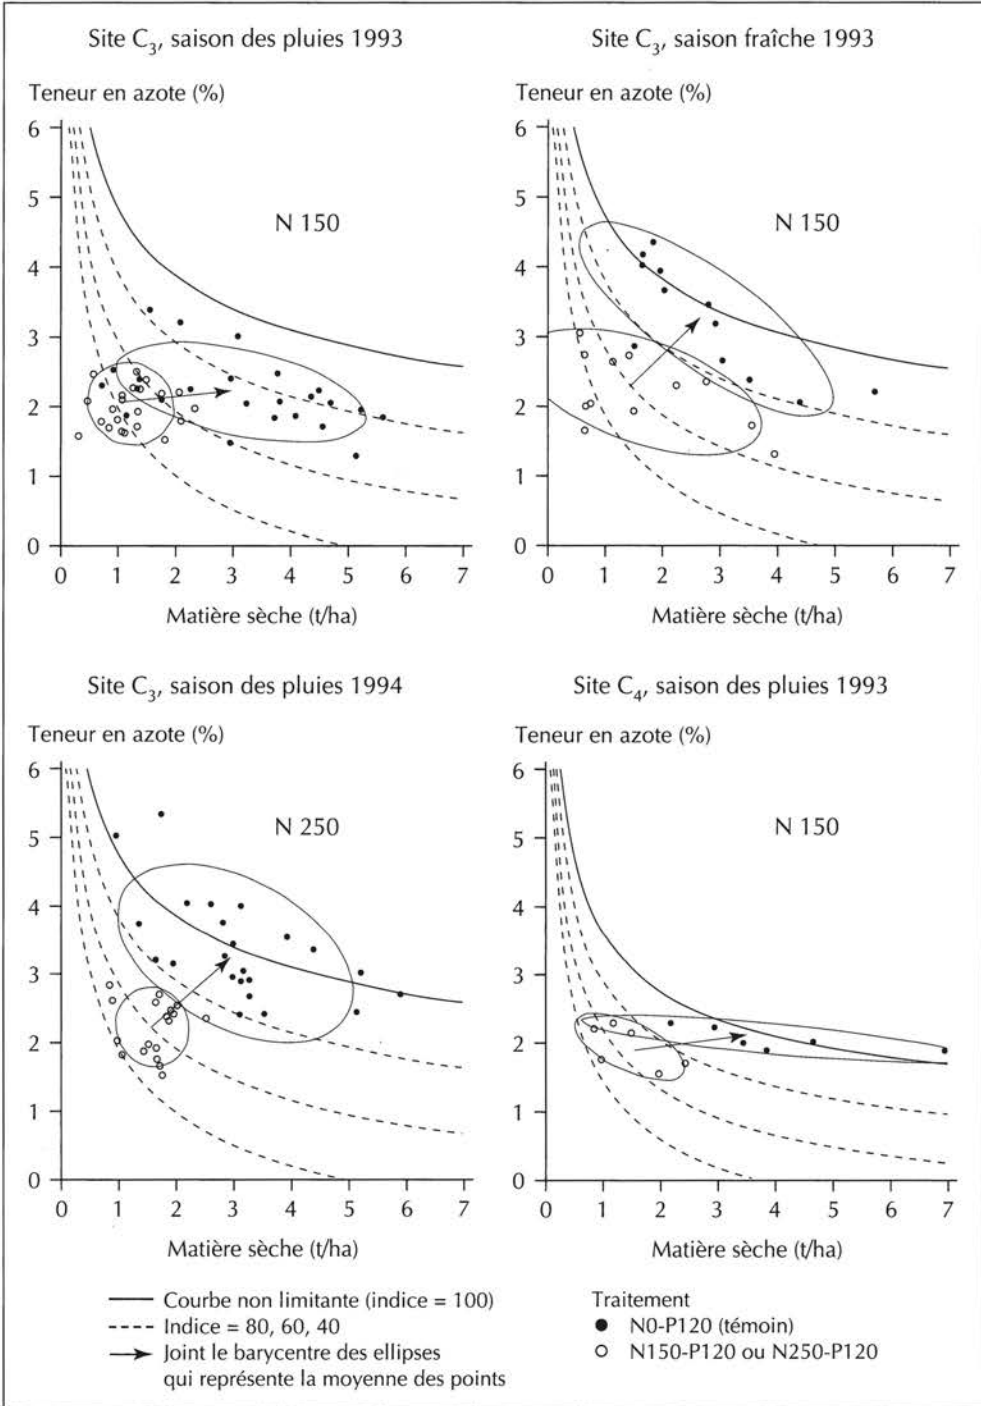 Site C₃, saison des pluies 1993
Teneur en azote (%)
6
5
4
3
2
1
0
N 150
0 1 2 3 4 5 6 7
Matière sèche (t/ha)
Site C₃, saison fraîche 1993
Teneur en azote (%)
6
5
4
3
2
1
0
N 150
0 1 2 3 4 5 6 7
Matière sèche (t/ha)
Site C₃, saison des pluies 1994
Teneur en azote (%)
6
5
4
3
2
1
0
N 250
0 1 2 3 4 5 6 7
Matière sèche (t/ha)
Site C₄, saison des pluies 1993
Teneur en azote (%)
6
5
4
3
2
1
0
N 150
0 1 2 3 4 5 6 7
Matière sèche (t/ha)
Courbe non limitante (indice = 100)
Indice = 80, 60, 40
Joint le barycentre des ellipses
qui représente la moyenne des points
Traitement
N0-P120 (témoin)
N150-P120 ou N250-P120